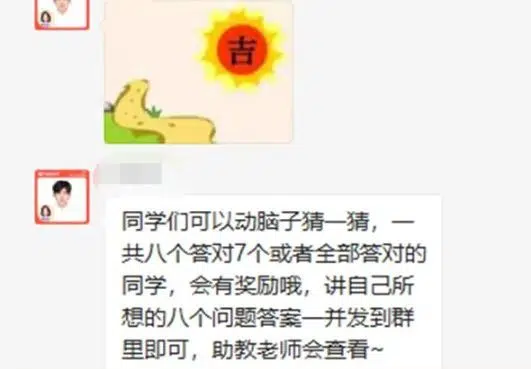 吉
同学们可以动脑子猜一猜，一
共八个答对7个或者全部答对的
同学，会有奖励哦，讲自己所
想的八个问题答案一并发到群
里即可，助教老师会查看~